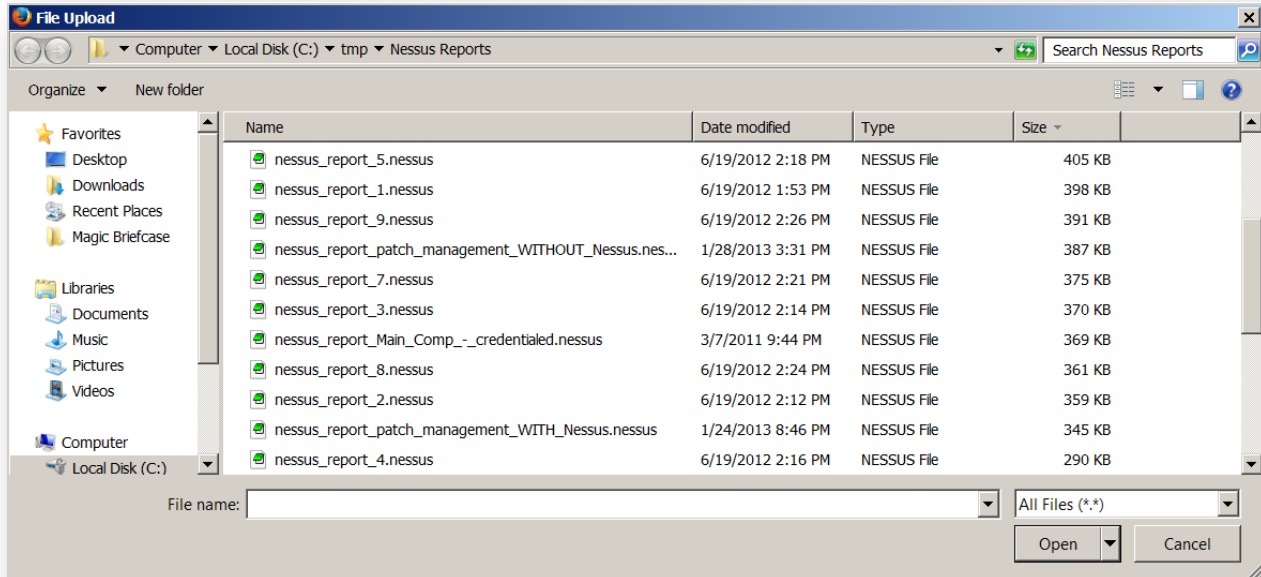 File Upload
Computer Local Disk (C:) tmp Nessus Reports Search Nessus Reports
Organize New folder
Favorites
Desktop
Downloads
Recent Places
Magic Briefcase
Libraries
Documents
Music
Pictures
Videos
Computer
Local Disk (C:)
Name Date modified Type Size
nessus_report_5.nessus 6/19/2012 2:18 PM NESSUS File 405 KB
nessus_report_1.nessus 6/19/2012 1:53 PM NESSUS File 398 KB
nessus_report_9.nessus 6/19/2012 2:26 PM NESSUS File 391 KB
nessus_report_patch_management_WITHOUT_Nessus.nes... 1/28/2013 3:31 PM NESSUS File 387 KB
nessus_report_7.nessus 6/19/2012 2:21 PM NESSUS File 375 KB
nessus_report_3.nessus 6/19/2012 2:14 PM NESSUS File 370 KB
nessus_report_Main_Comp_-_credentialed.nessus 3/7/2011 9:44 PM NESSUS File 369 KB
nessus_report_8.nessus 6/19/2012 2:24 PM NESSUS File 361 KB
nessus_report_2.nessus 6/19/2012 2:12 PM NESSUS File 359 KB
nessus_report_patch_management_WITH_Nessus.nessus 1/24/2013 8:46 PM NESSUS File 345 KB
nessus_report_4.nessus 6/19/2012 2:16 PM NESSUS File 290 KB
File name: All Files (*.*)
Open Cancel